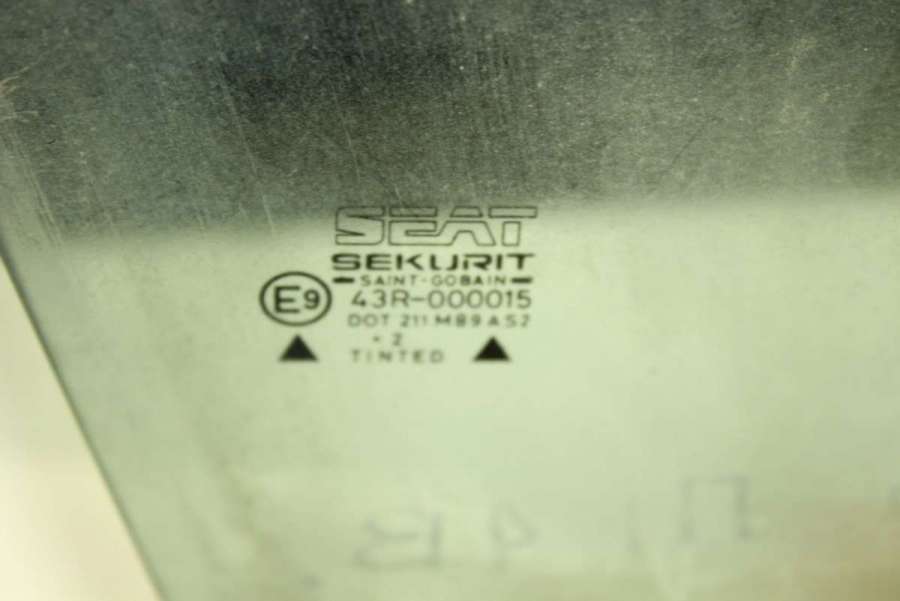 SEAT
SEKURIT
SAINT-GOBAIN
E9 43R-000015
DOT 211 M89 AS2
• 2
TINTED